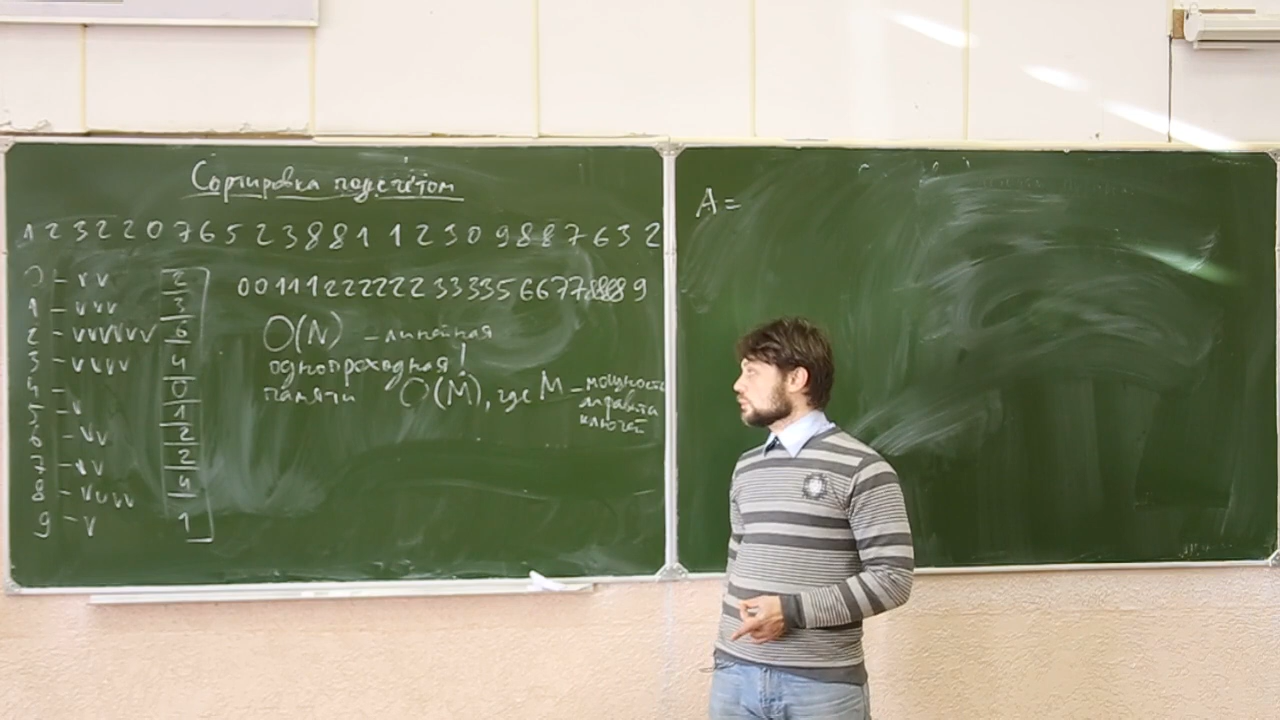 Сортировка подсчётом
1 2 3 2 2 0 7 6 5 2 3 8 8 1 1 2 3 0 9 8 8 7 6 3 2
0 0 1 1 1 2 2 2 2 2 2 3 3 3 3 5 6 6 7 7 8 8 8 8 9
0 - v v 2
1 - v v v 3
2 - v v v v v v 6
3 - v v v v 4
4 - 0
5 - v 1
6 - v v 2
7 - v v 2
8 - v v v v 4
9 - v 1
O(N) - линейная
однопроходная!
памяти O(M), где M - мощность
алфавита
ключей
A =